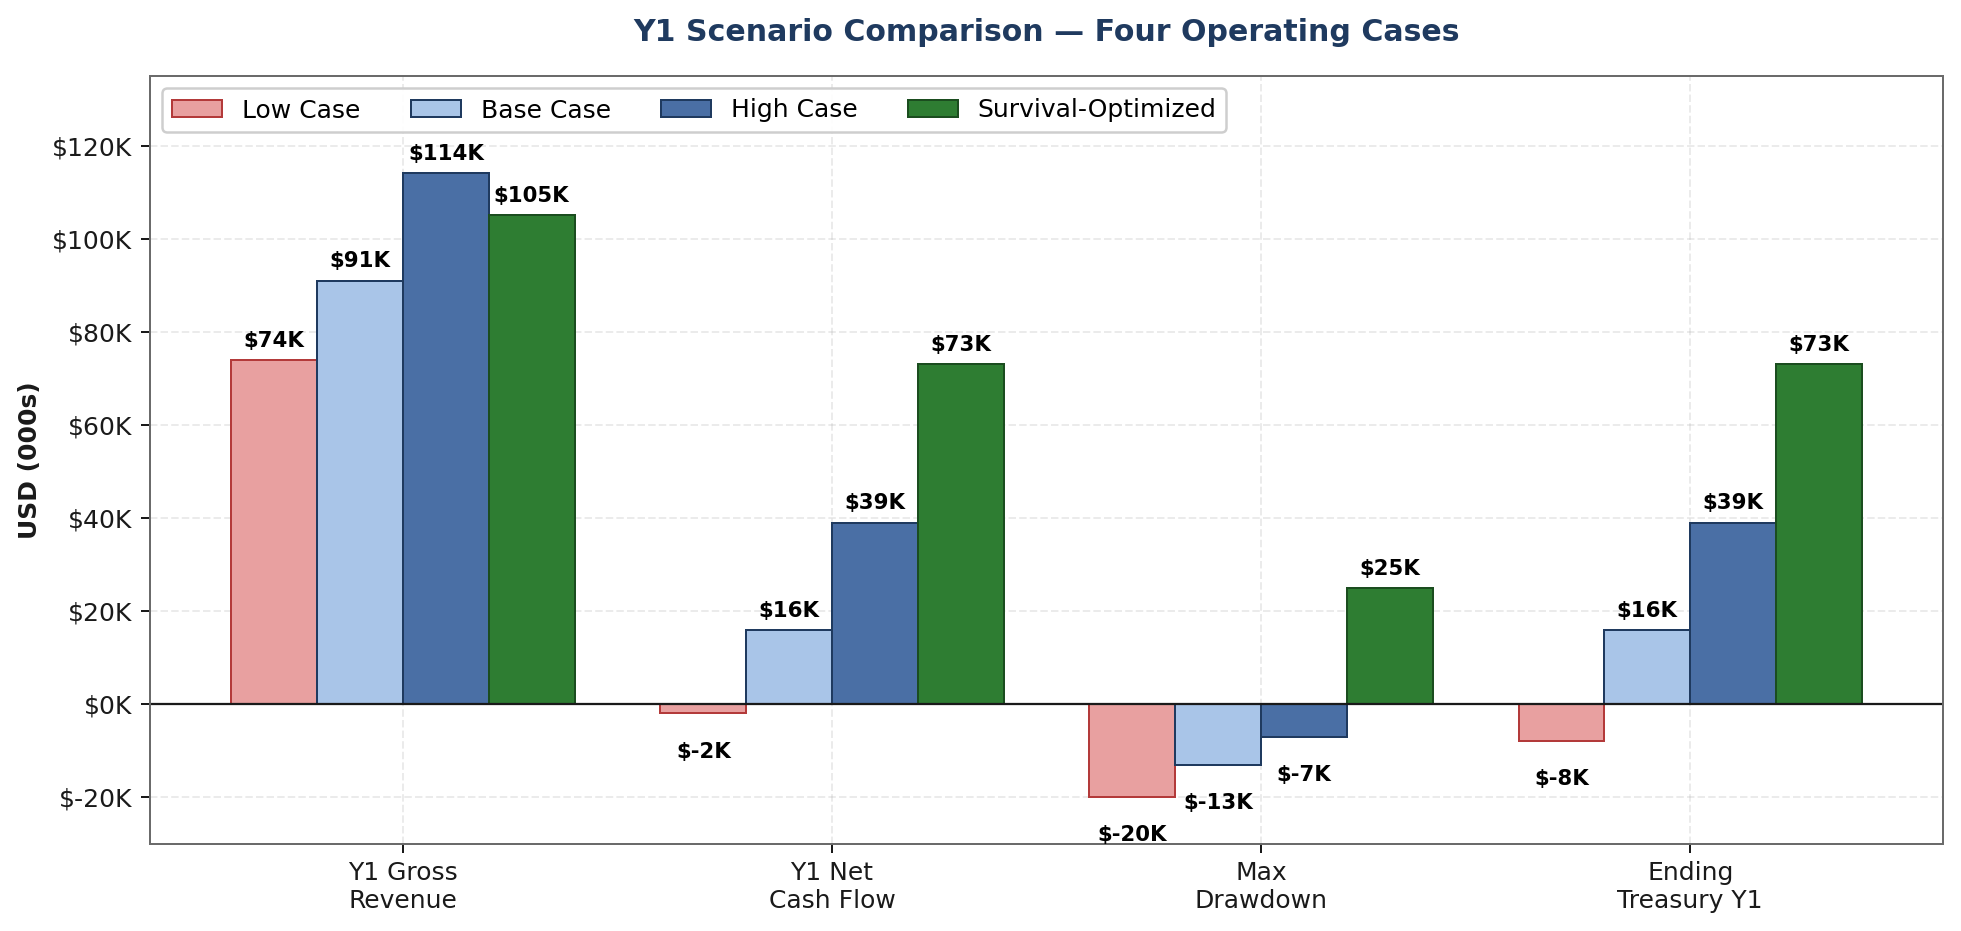 Y1 Scenario Comparison — Four Operating Cases
Low Case
Base Case
High Case
Survival-Optimized
USD (000s)
$120K
$100K
$80K
$60K
$40K
$20K
$0K
$-20K
$74K
$91K
$114K
$105K
$-2K
$16K
$39K
$73K
$-20K
$-13K
$-7K
$25K
$-8K
$16K
$39K
$73K
Y1 Gross
Revenue
Y1 Net
Cash Flow
Max
Drawdown
Ending
Treasury Y1